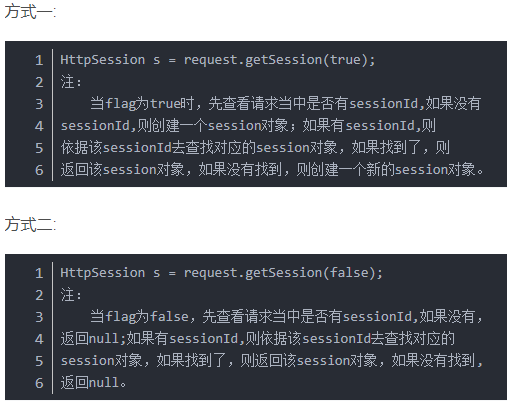 方式一:
1 HttpSession s = request.getSession(true);
2 注：
3 当flag为true时，先查看请求当中是否有sessionId,如果没有
4 sessionId,则创建一个session对象；如果有sessionId,则
5 依据该sessionId去查找对应的session对象，如果找到了，则
6 返回该session对象，如果没有找到，则创建一个新的session对象。
方式二:
1 HttpSession s = request.getSession(false);
2 注：
3 当flag为false，先查看请求当中是否有sessionId,如果没有，
4 返回null;如果有sessionId,则依据该sessionId去查找对应的
5 session对象，如果找到了，则返回该session对象，如果没有找到，
6 返回null。